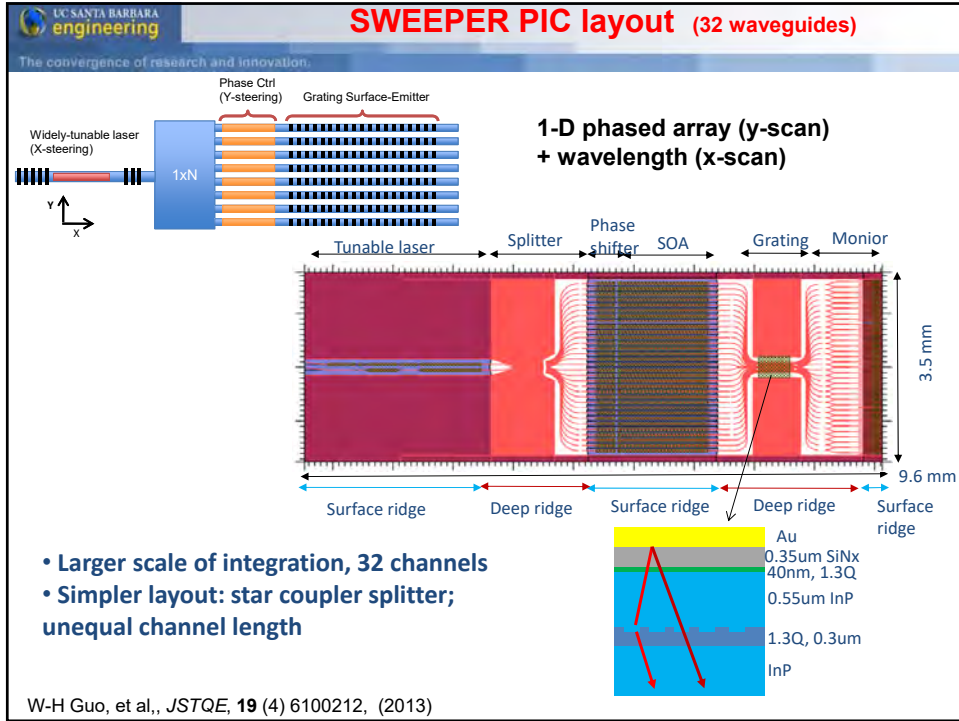 UC SANTA BARBARA
engineering
SWEEPER PIC layout (32 waveguides)
The convergence of research and innovation.
Phase Ctrl
(Y-steering)
Grating Surface-Emitter
Widely-tunable laser
(X-steering)
1xN
Y
X
1-D phased array (y-scan)
+ wavelength (x-scan)
Tunable laser
Splitter
Phase
shifter
SOA
Grating
Monior
3.5 mm
9.6 mm
Surface ridge
Deep ridge
Surface ridge
Deep ridge
Surface
ridge
Au
0.35um SiNx
40nm, 1.3Q
0.55um InP
1.3Q, 0.3um
InP
• Larger scale of integration, 32 channels
• Simpler layout: star coupler splitter;
unequal channel length
W-H Guo, et al,, JSTQE, 19 (4) 6100212, (2013)